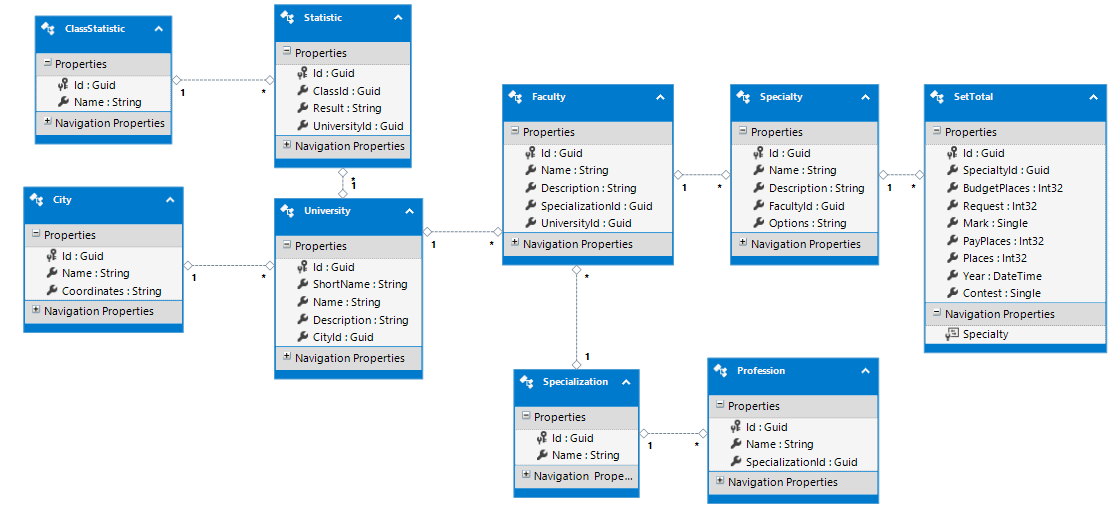 ClassStatistic
Properties
Id : Guid
Name : String
Navigation Properties
1
*
Statistic
Properties
Id : Guid
ClassId : Guid
Result : String
UniversityId : Guid
Navigation Properties
*
1
City
Properties
Id : Guid
Name : String
Coordinates : String
Navigation Properties
1
*
University
Properties
Id : Guid
ShortName : String
Name : String
Description : String
CityId : Guid
Navigation Properties
1
*
Faculty
Properties
Id : Guid
Name : String
Description : String
SpecializationId : Guid
UniversityId : Guid
Navigation Properties
1
*
Specialty
Properties
Id : Guid
Name : String
Description : String
FacultyId : Guid
Options : String
Navigation Properties
1
*
SetTotal
Properties
Id : Guid
SpecialtyId : Guid
BudgetPlaces : Int32
Request : Int32
Mark : Single
PayPlaces : Int32
Places : Int32
Year : DateTime
Contest : Single
Navigation Properties
Specialty
*
1
Specialization
Properties
Id : Guid
Name : String
Navigation Prope...
1
*
Profession
Properties
Id : Guid
Name : String
SpecializationId : Guid
Navigation Properties